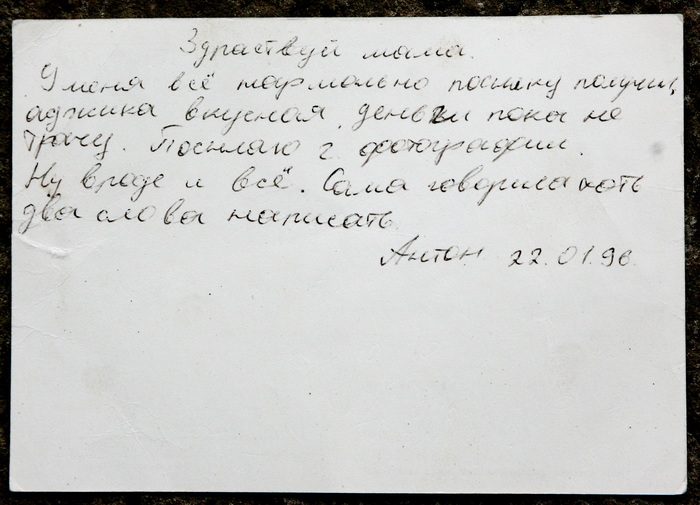 Здраствуй мама.
У меня всё нормально посылку получил,
аджика вкусная, деньги пока не
трачу. Посылаю 2 фотографии.
Ну вроде и всё. Сама говорила хоть
два слова написать.
Антон 22.01.96